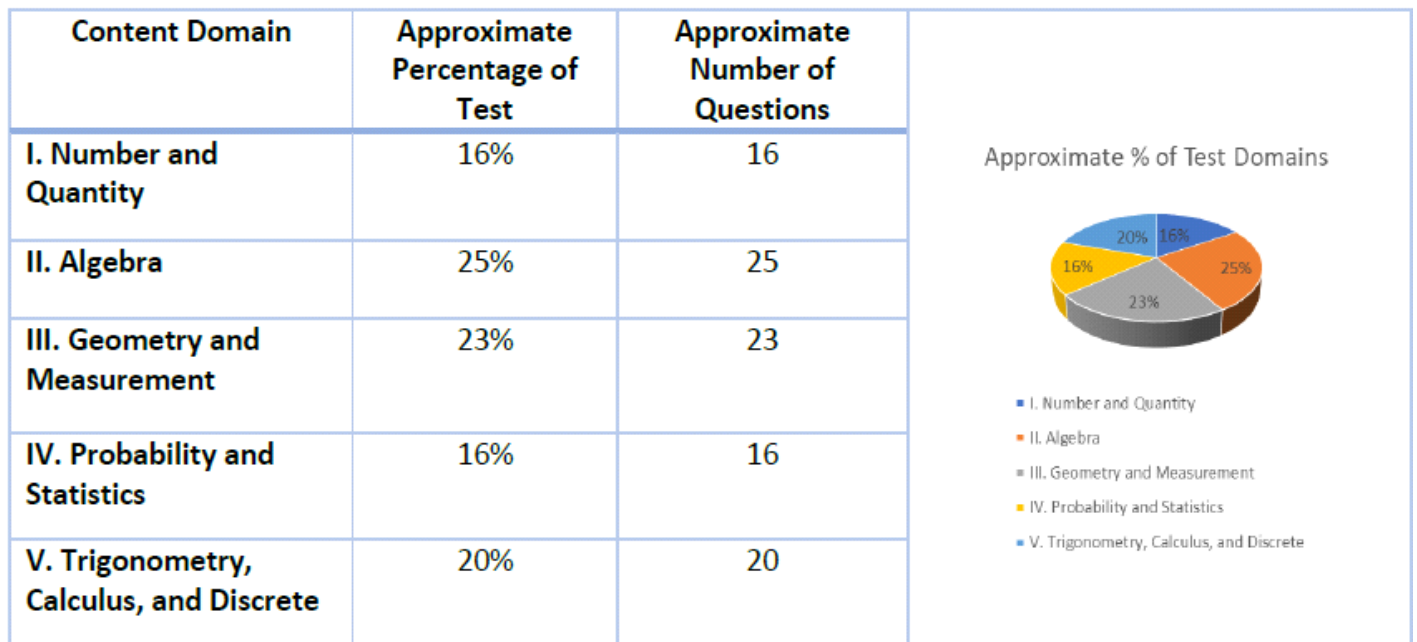 Content Domain
Approximate
Percentage of
Test
Approximate
Number of
Questions
I. Number and
Quantity
16%
16
II. Algebra
25%
25
III. Geometry and
Measurement
23%
23
IV. Probability and
Statistics
16%
16
V. Trigonometry,
Calculus, and Discrete
20%
20
Approximate % of Test Domains
20%
16%
16%
25%
23%
I. Number and Quantity
II. Algebra
III. Geometry and Measurement
IV. Probability and Statistics
V. Trigonometry, Calculus, and Discrete